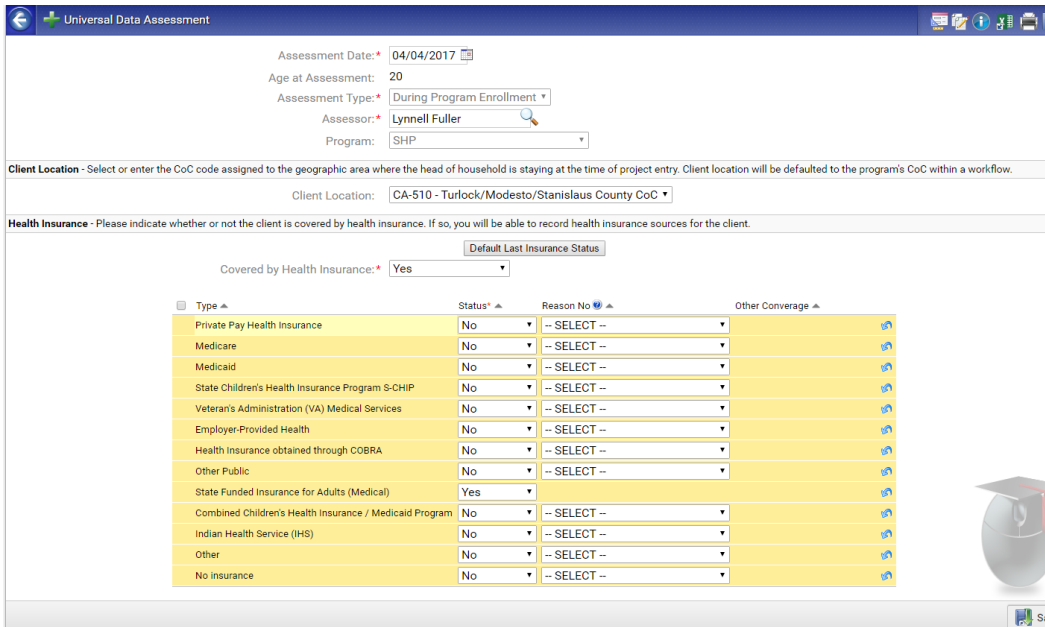 Universal Data Assessment
Assessment Date:* 04/04/2017
Age at Assessment: 20
Assessment Type:* During Program Enrollment
Assessor:* Lynnell Fuller
Program: SHP
Client Location - Select or enter the CoC code assigned to the geographic area where the head of household is staying at the time of project entry. Client location will be defaulted to the program's CoC within a workflow.
Client Location: CA-510 - Turlock/Modesto/Stanislaus County CoC
Health Insurance - Please indicate whether or not the client is covered by health insurance. If so, you will be able to record health insurance sources for the client.
Default Last Insurance Status
Covered by Health Insurance:* Yes
Type Status* Reason No Other Converage
Private Pay Health Insurance No -- SELECT --
Medicare No -- SELECT --
Medicaid No -- SELECT --
State Children's Health Insurance Program S-CHIP No -- SELECT --
Veteran's Administration (VA) Medical Services No -- SELECT --
Employer-Provided Health No -- SELECT --
Health Insurance obtained through COBRA No -- SELECT --
Other Public No -- SELECT --
State Funded Insurance for Adults (Medical) Yes
Combined Children's Health Insurance / Medicaid Program No -- SELECT --
Indian Health Service (IHS) No -- SELECT --
Other No -- SELECT --
No insurance No -- SELECT --